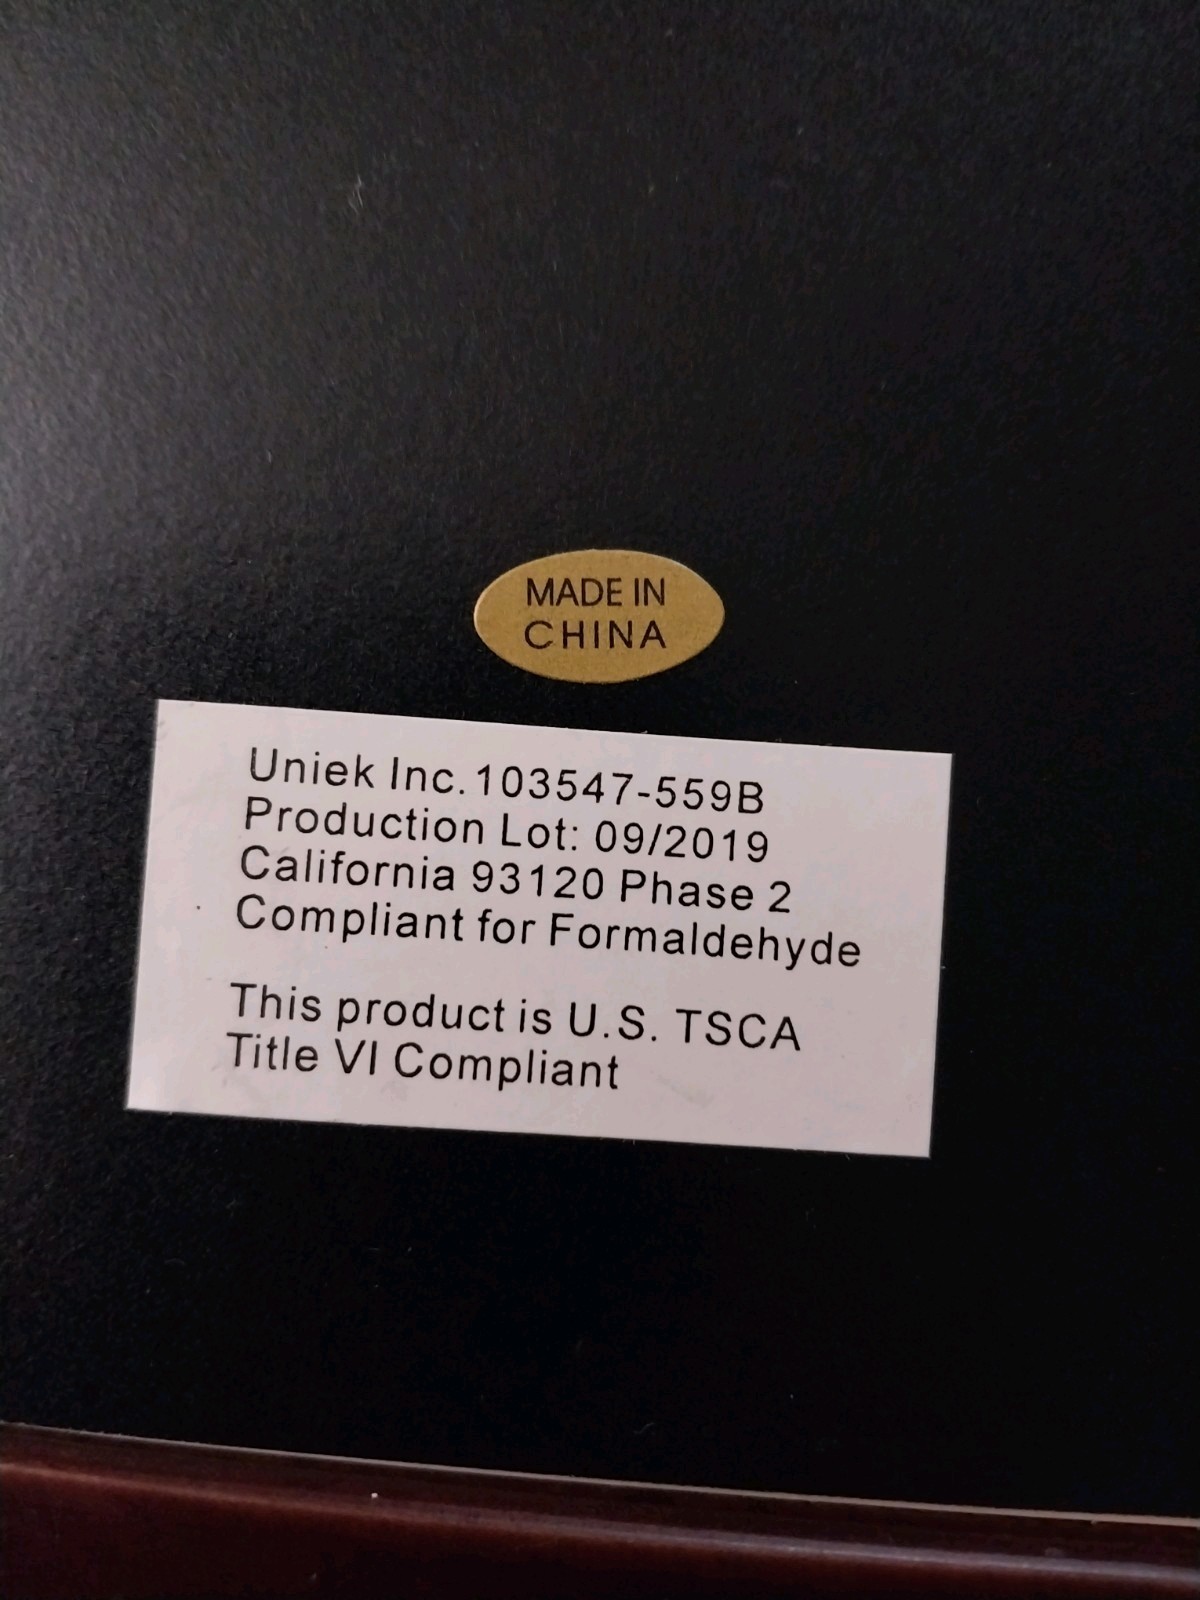 MADE IN
CHINA
Uniek Inc.103547-559B
Production Lot: 09/2019
California 93120 Phase 2
Compliant for Formaldehyde
This product is U.S. TSCA
Title VI Compliant